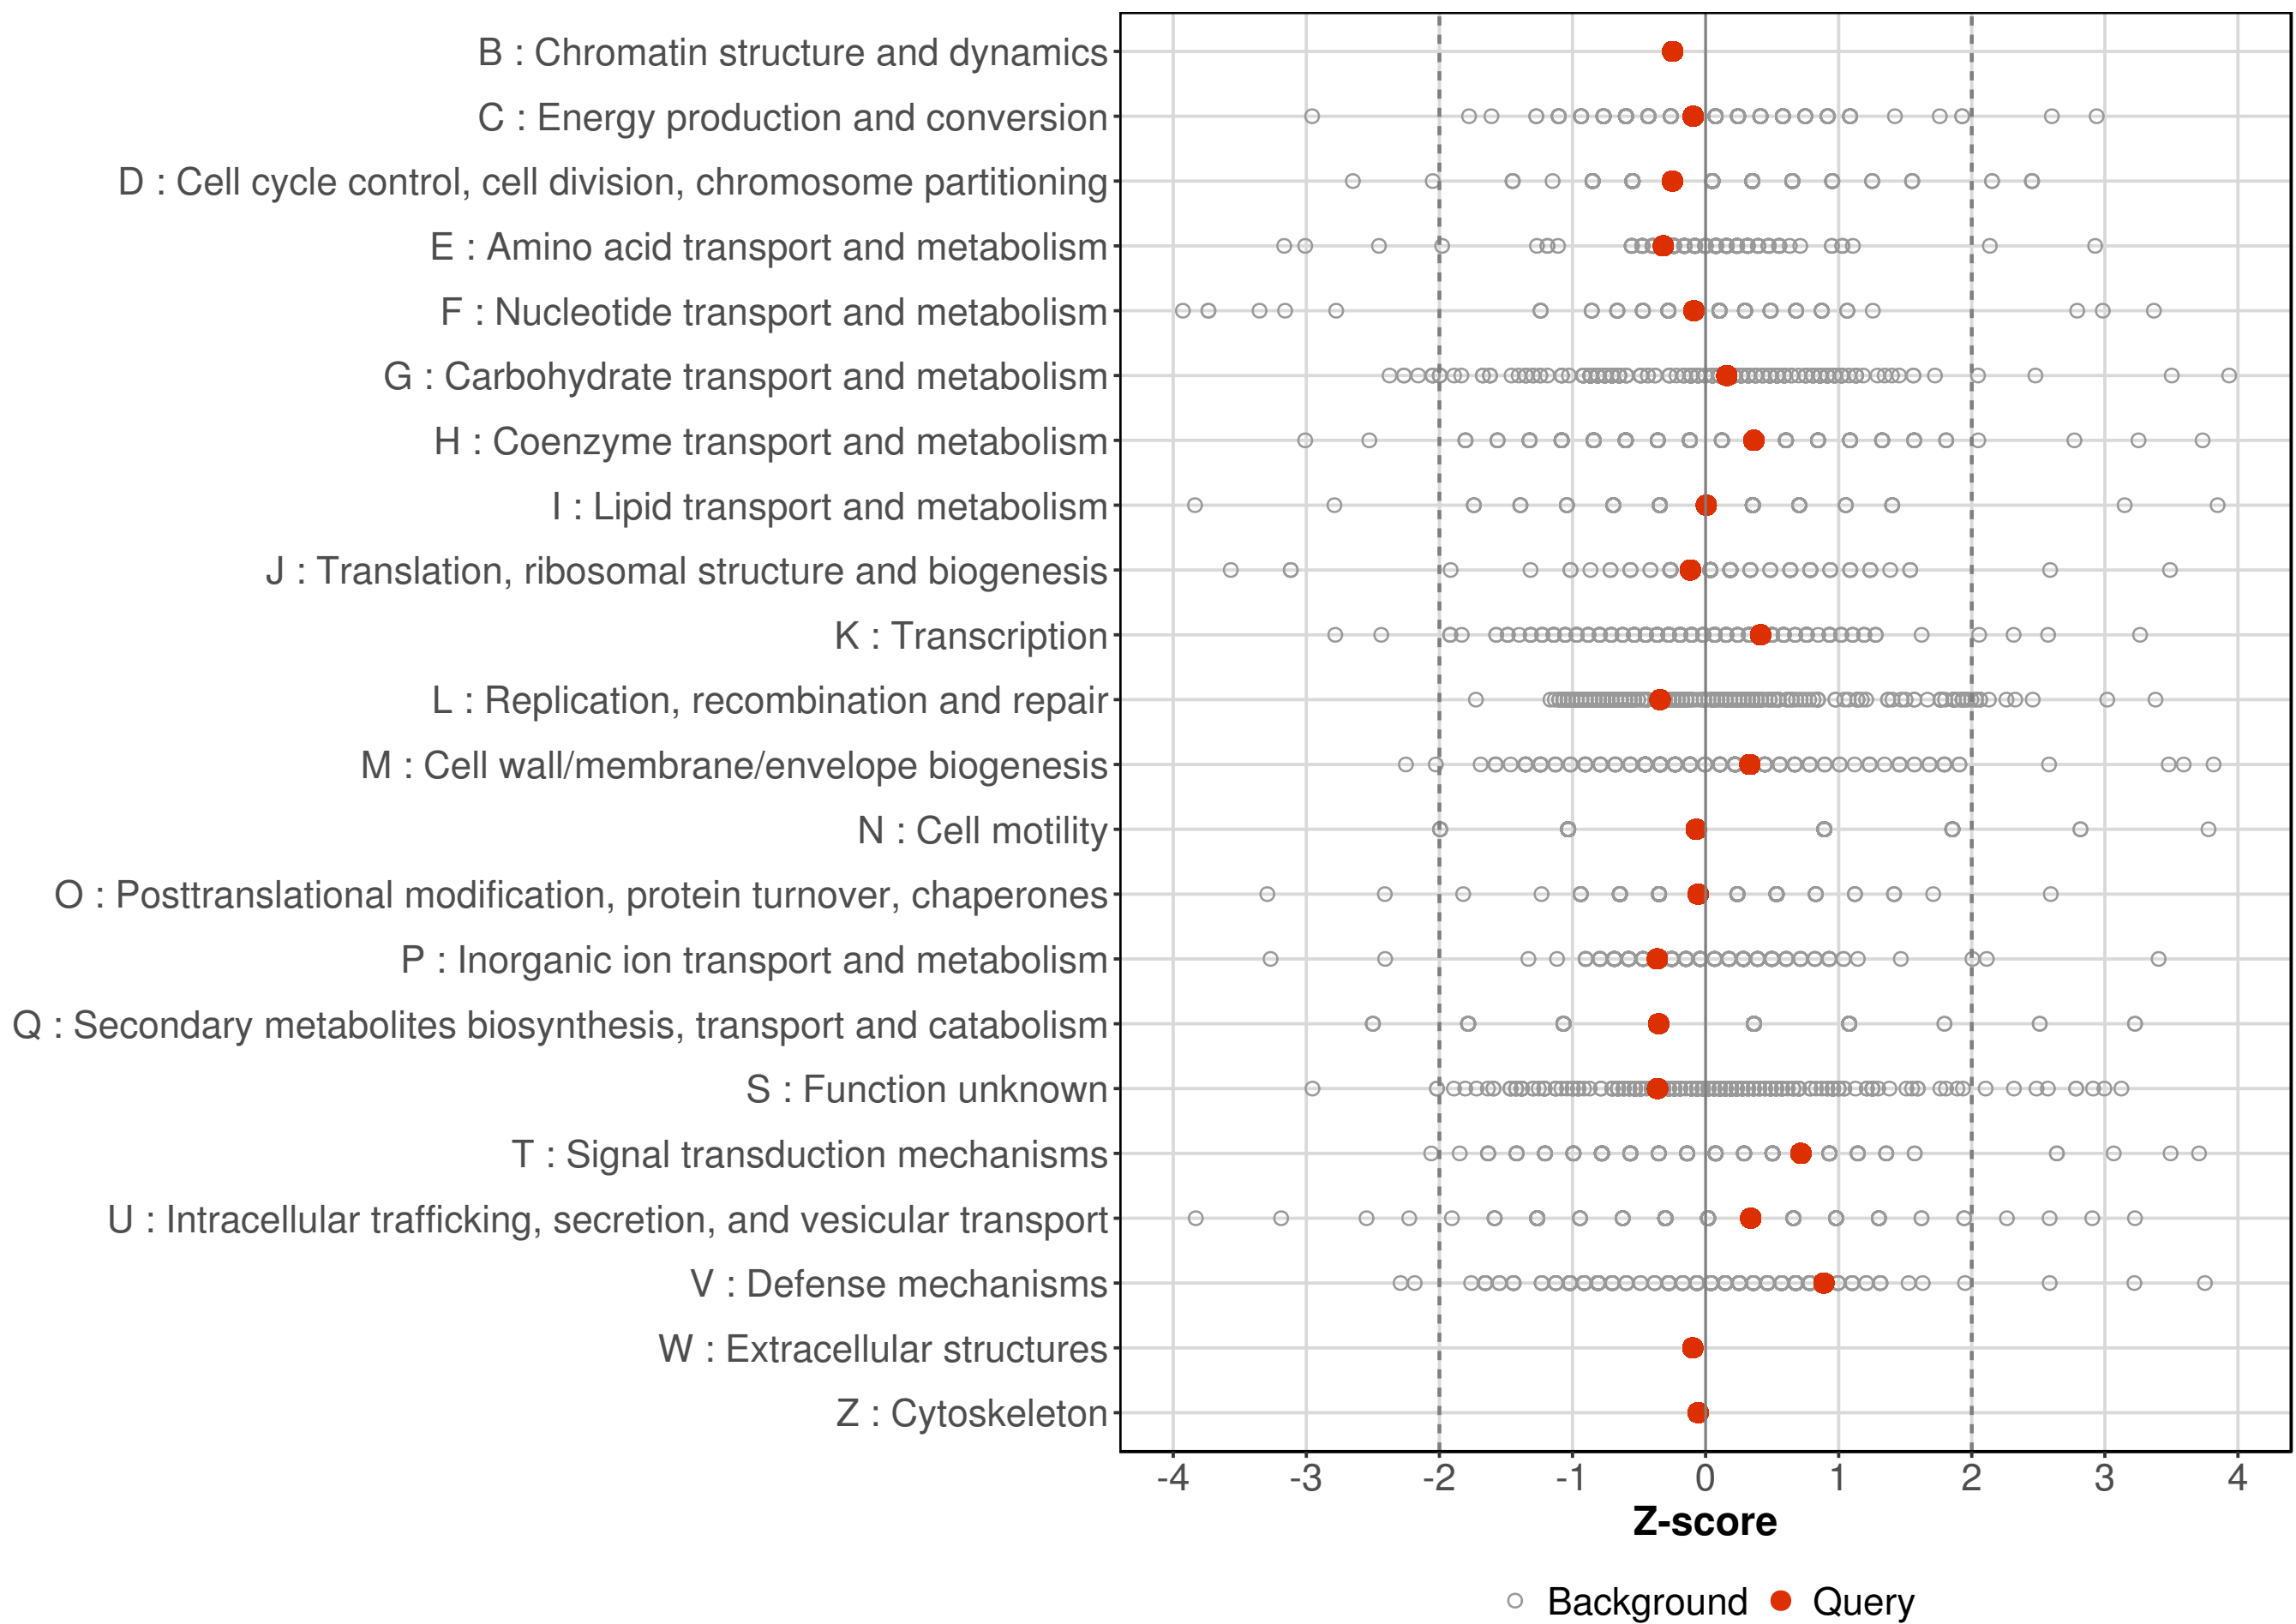 B : Chromatin structure and dynamics
C : Energy production and conversion
D : Cell cycle control, cell division, chromosome partitioning
E : Amino acid transport and metabolism
F : Nucleotide transport and metabolism
G : Carbohydrate transport and metabolism
H : Coenzyme transport and metabolism
I : Lipid transport and metabolism
J : Translation, ribosomal structure and biogenesis
K : Transcription
L : Replication, recombination and repair
M : Cell wall/membrane/envelope biogenesis
N : Cell motility
O : Posttranslational modification, protein turnover, chaperones
P : Inorganic ion transport and metabolism
Q : Secondary metabolites biosynthesis, transport and catabolism
S : Function unknown
T : Signal transduction mechanisms
U : Intracellular trafficking, secretion, and vesicular transport
V : Defense mechanisms
W : Extracellular structures
Z : Cytoskeleton
-4 -3 -2 -1 0 1 2 3 4
Z-score
Background Query